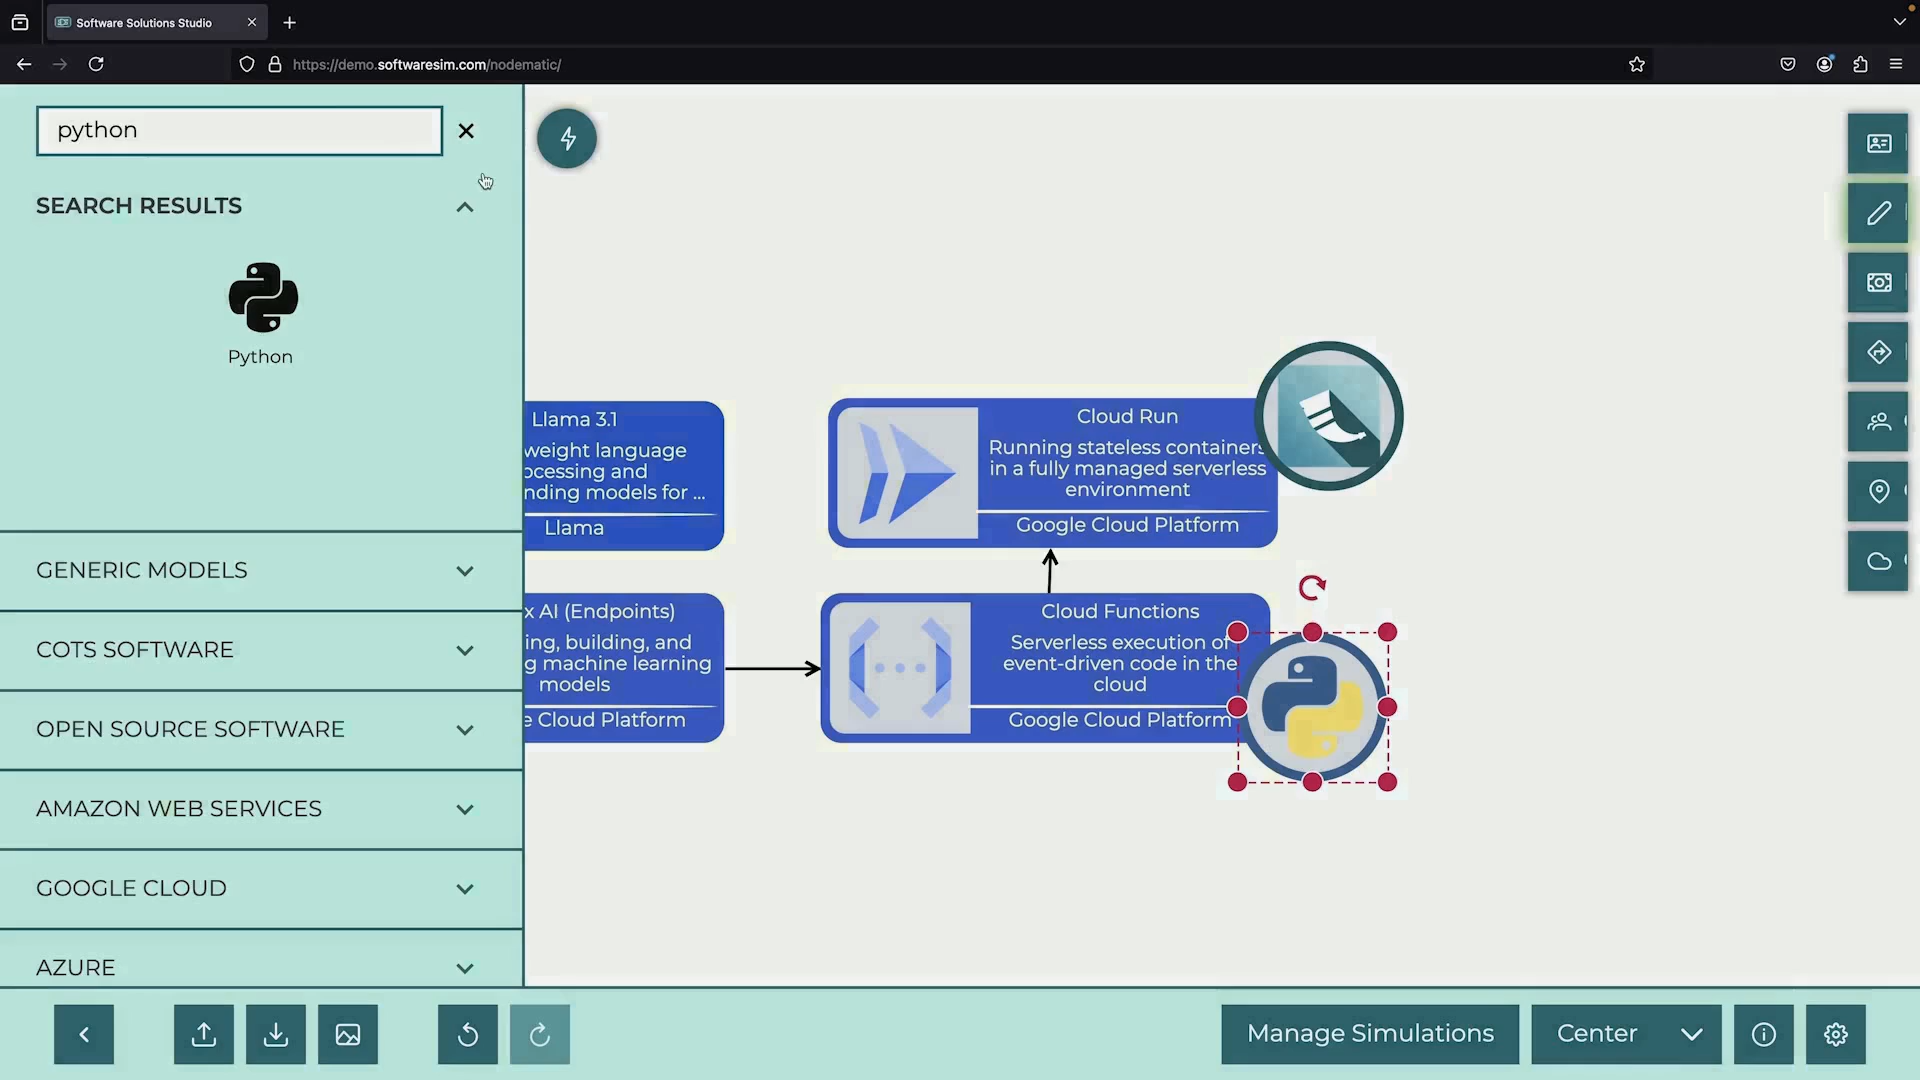 Software Solutions Studio
https://demo.softwaresim.com/nodematic/
python
SEARCH RESULTS
Python
GENERIC MODELS
COTS SOFTWARE
OPEN SOURCE SOFTWARE
AMAZON WEB SERVICES
GOOGLE CLOUD
AZURE
Llama 3.1
weight language
ocessing and
nding models for ...
Llama
Cloud Run
Running stateless containers
in a fully managed serverless
environment
Google Cloud Platform
x AI (Endpoints)
ing, building, and
g machine learning
models
e Cloud Platform
Cloud Functions
Serverless execution of
event-driven code in the
cloud
Google Cloud Platform
Manage Simulations
Center